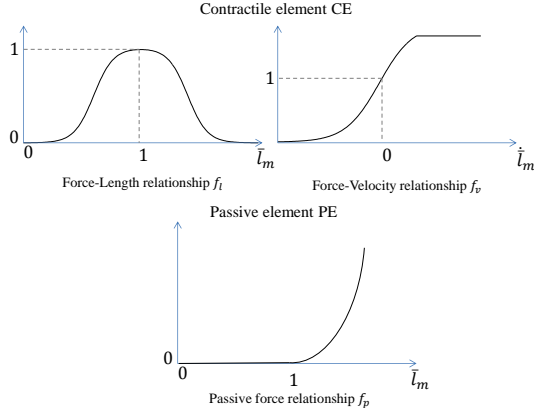 Contractile element CE
1
1
0
0
1
l̄ₘ
0
l̄̇ₘ
Force-Length relationship fₗ
Force-Velocity relationship fᵥ
Passive element PE
0
0
1
l̄ₘ
Passive force relationship fₚ